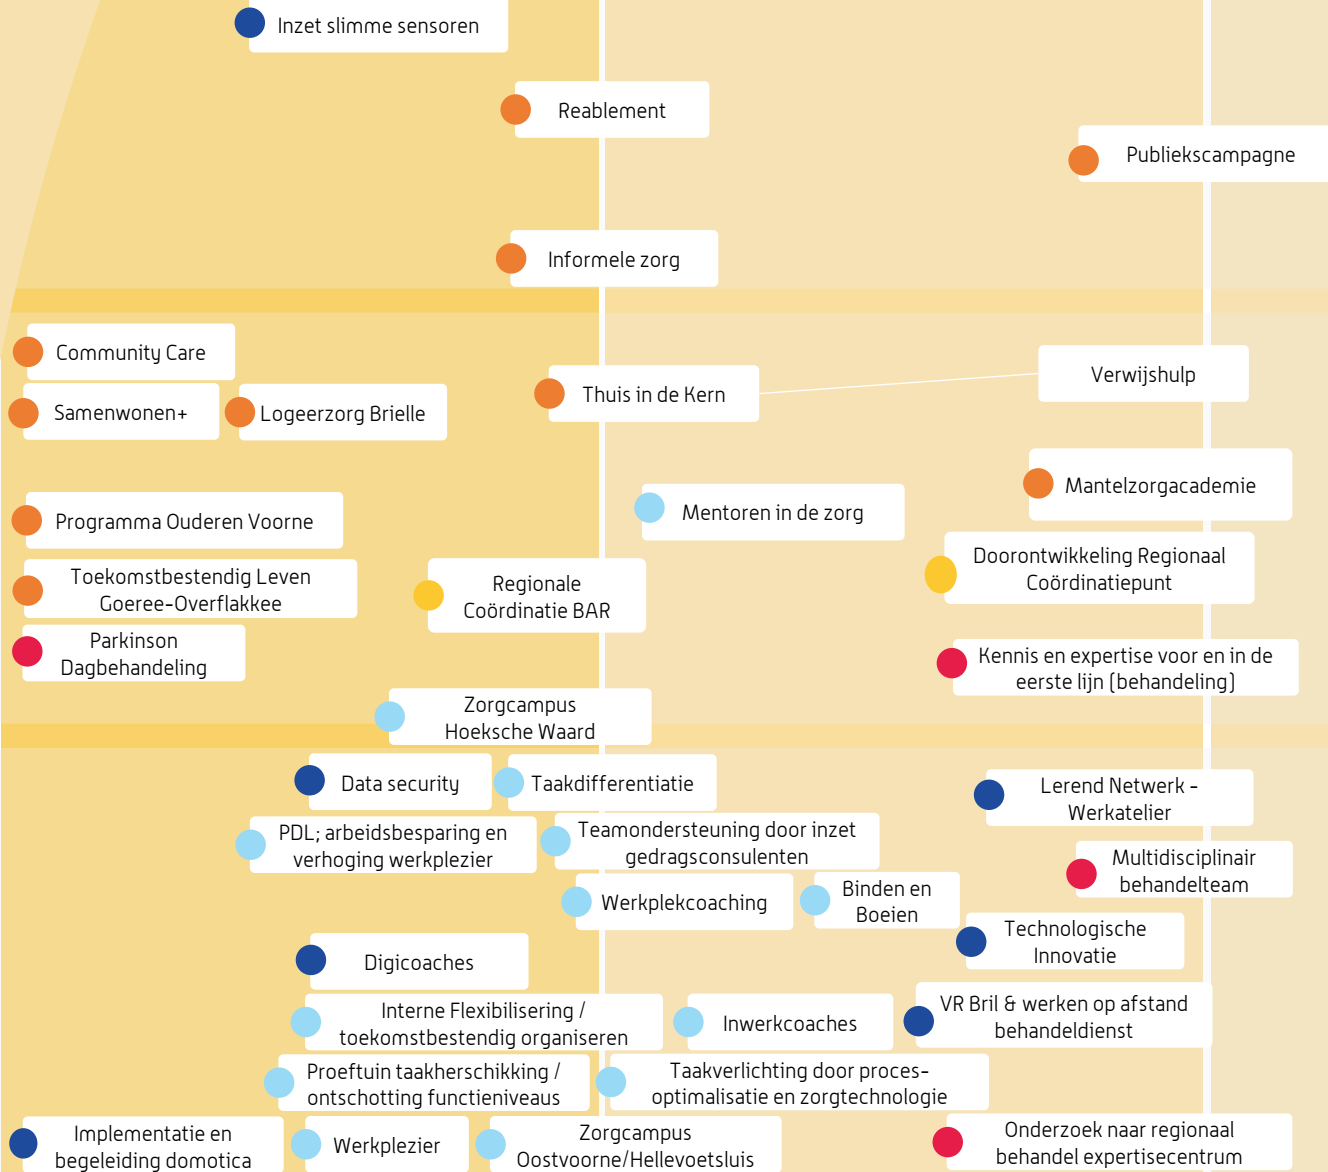 Inzet slimme sensoren
Reablement
Publiekscampagne
Informele zorg
Community Care
Samenwonen+
Logeerzorg Brielle
Thuis in de Kern
Verwijshulp
Mantelzorgacademie
Programma Ouderen Voorne
Mentoren in de zorg
Toekomstbestendig Leven
Goeree-Overflakkee
Regionale
Coördinatie BAR
Doorontwikkeling Regionaal
Coördinatiepunt
Parkinson
Dagbehandeling
Kennis en expertise voor en in de
eerste lijn (behandeling)
Zorgcampus
Hoeksche Waard
Data security
Taakdifferentiatie
Lerend Netwerk -
Werkatelier
PDL; arbeidsbesparing en
verhoging werkplezier
Teamondersteuning door inzet
gedragsconsulenten
Multidisciplinair
behandelteam
Werkplekcoaching
Binden en
Boeien
Technologische
Innovatie
Digicoaches
Interne Flexibilisering /
toekomstbestendig organiseren
Inwerkcoaches
VR Bril & werken op afstand
behandeldienst
Proeftuin taakherschikking /
ontschotting functieniveaus
Taakverlichting door proces-
optimalisatie en zorgtechnologie
Implementatie en
begeleiding domotica
Werkplezier
Zorgcampus
Oostvoorne/Hellevoetsluis
Onderzoek naar regionaal
behandel expertisecentrum